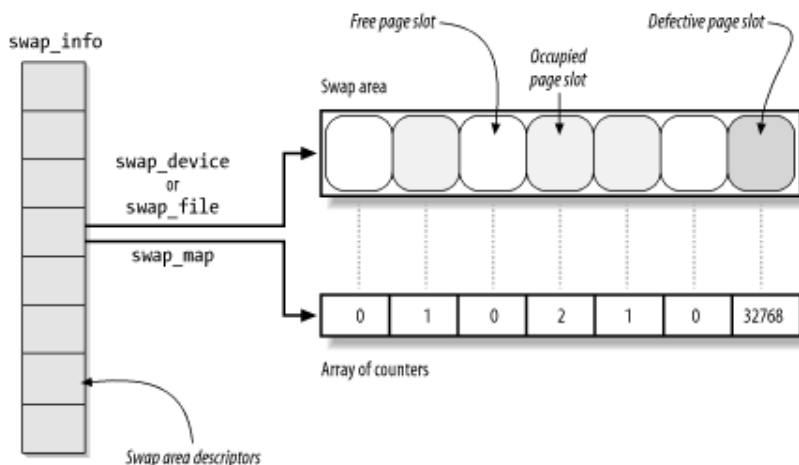 Free page slot
Defective page slot
swap_info
Occupied
page slot
Swap area
swap_device
or
swap_file
swap_map
0 1 0 2 1 0 32768
Array of counters
Swap area descriptors